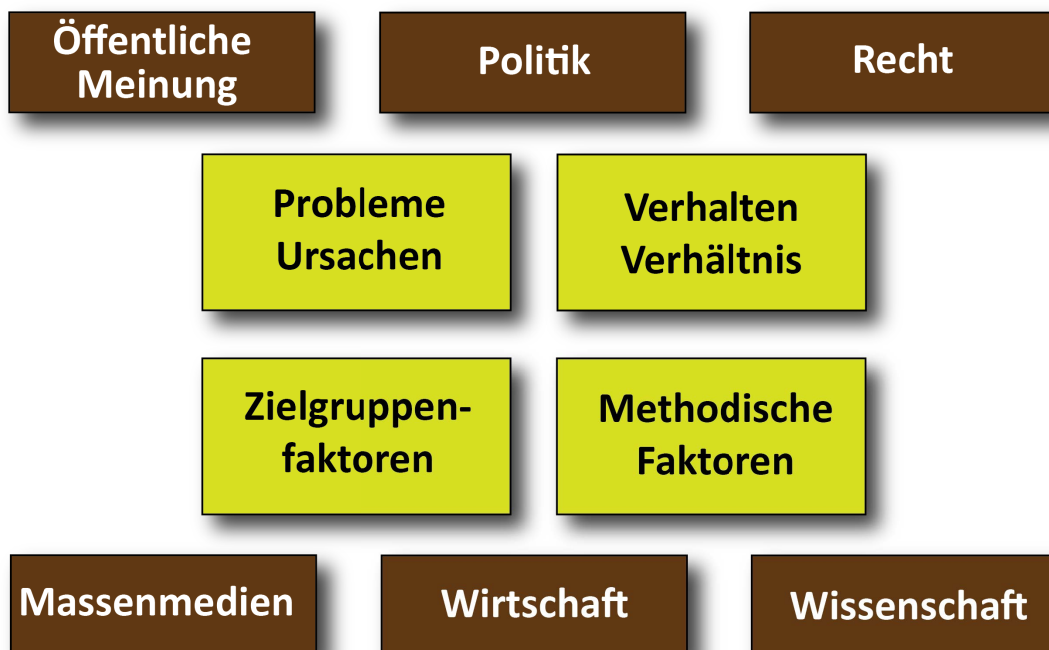 Öffentliche
Meinung
Politik
Recht
Probleme
Ursachen
Verhalten
Verhältnis
Zielgruppen-
faktoren
Methodische
Faktoren
Massenmedien
Wirtschaft
Wissenschaft